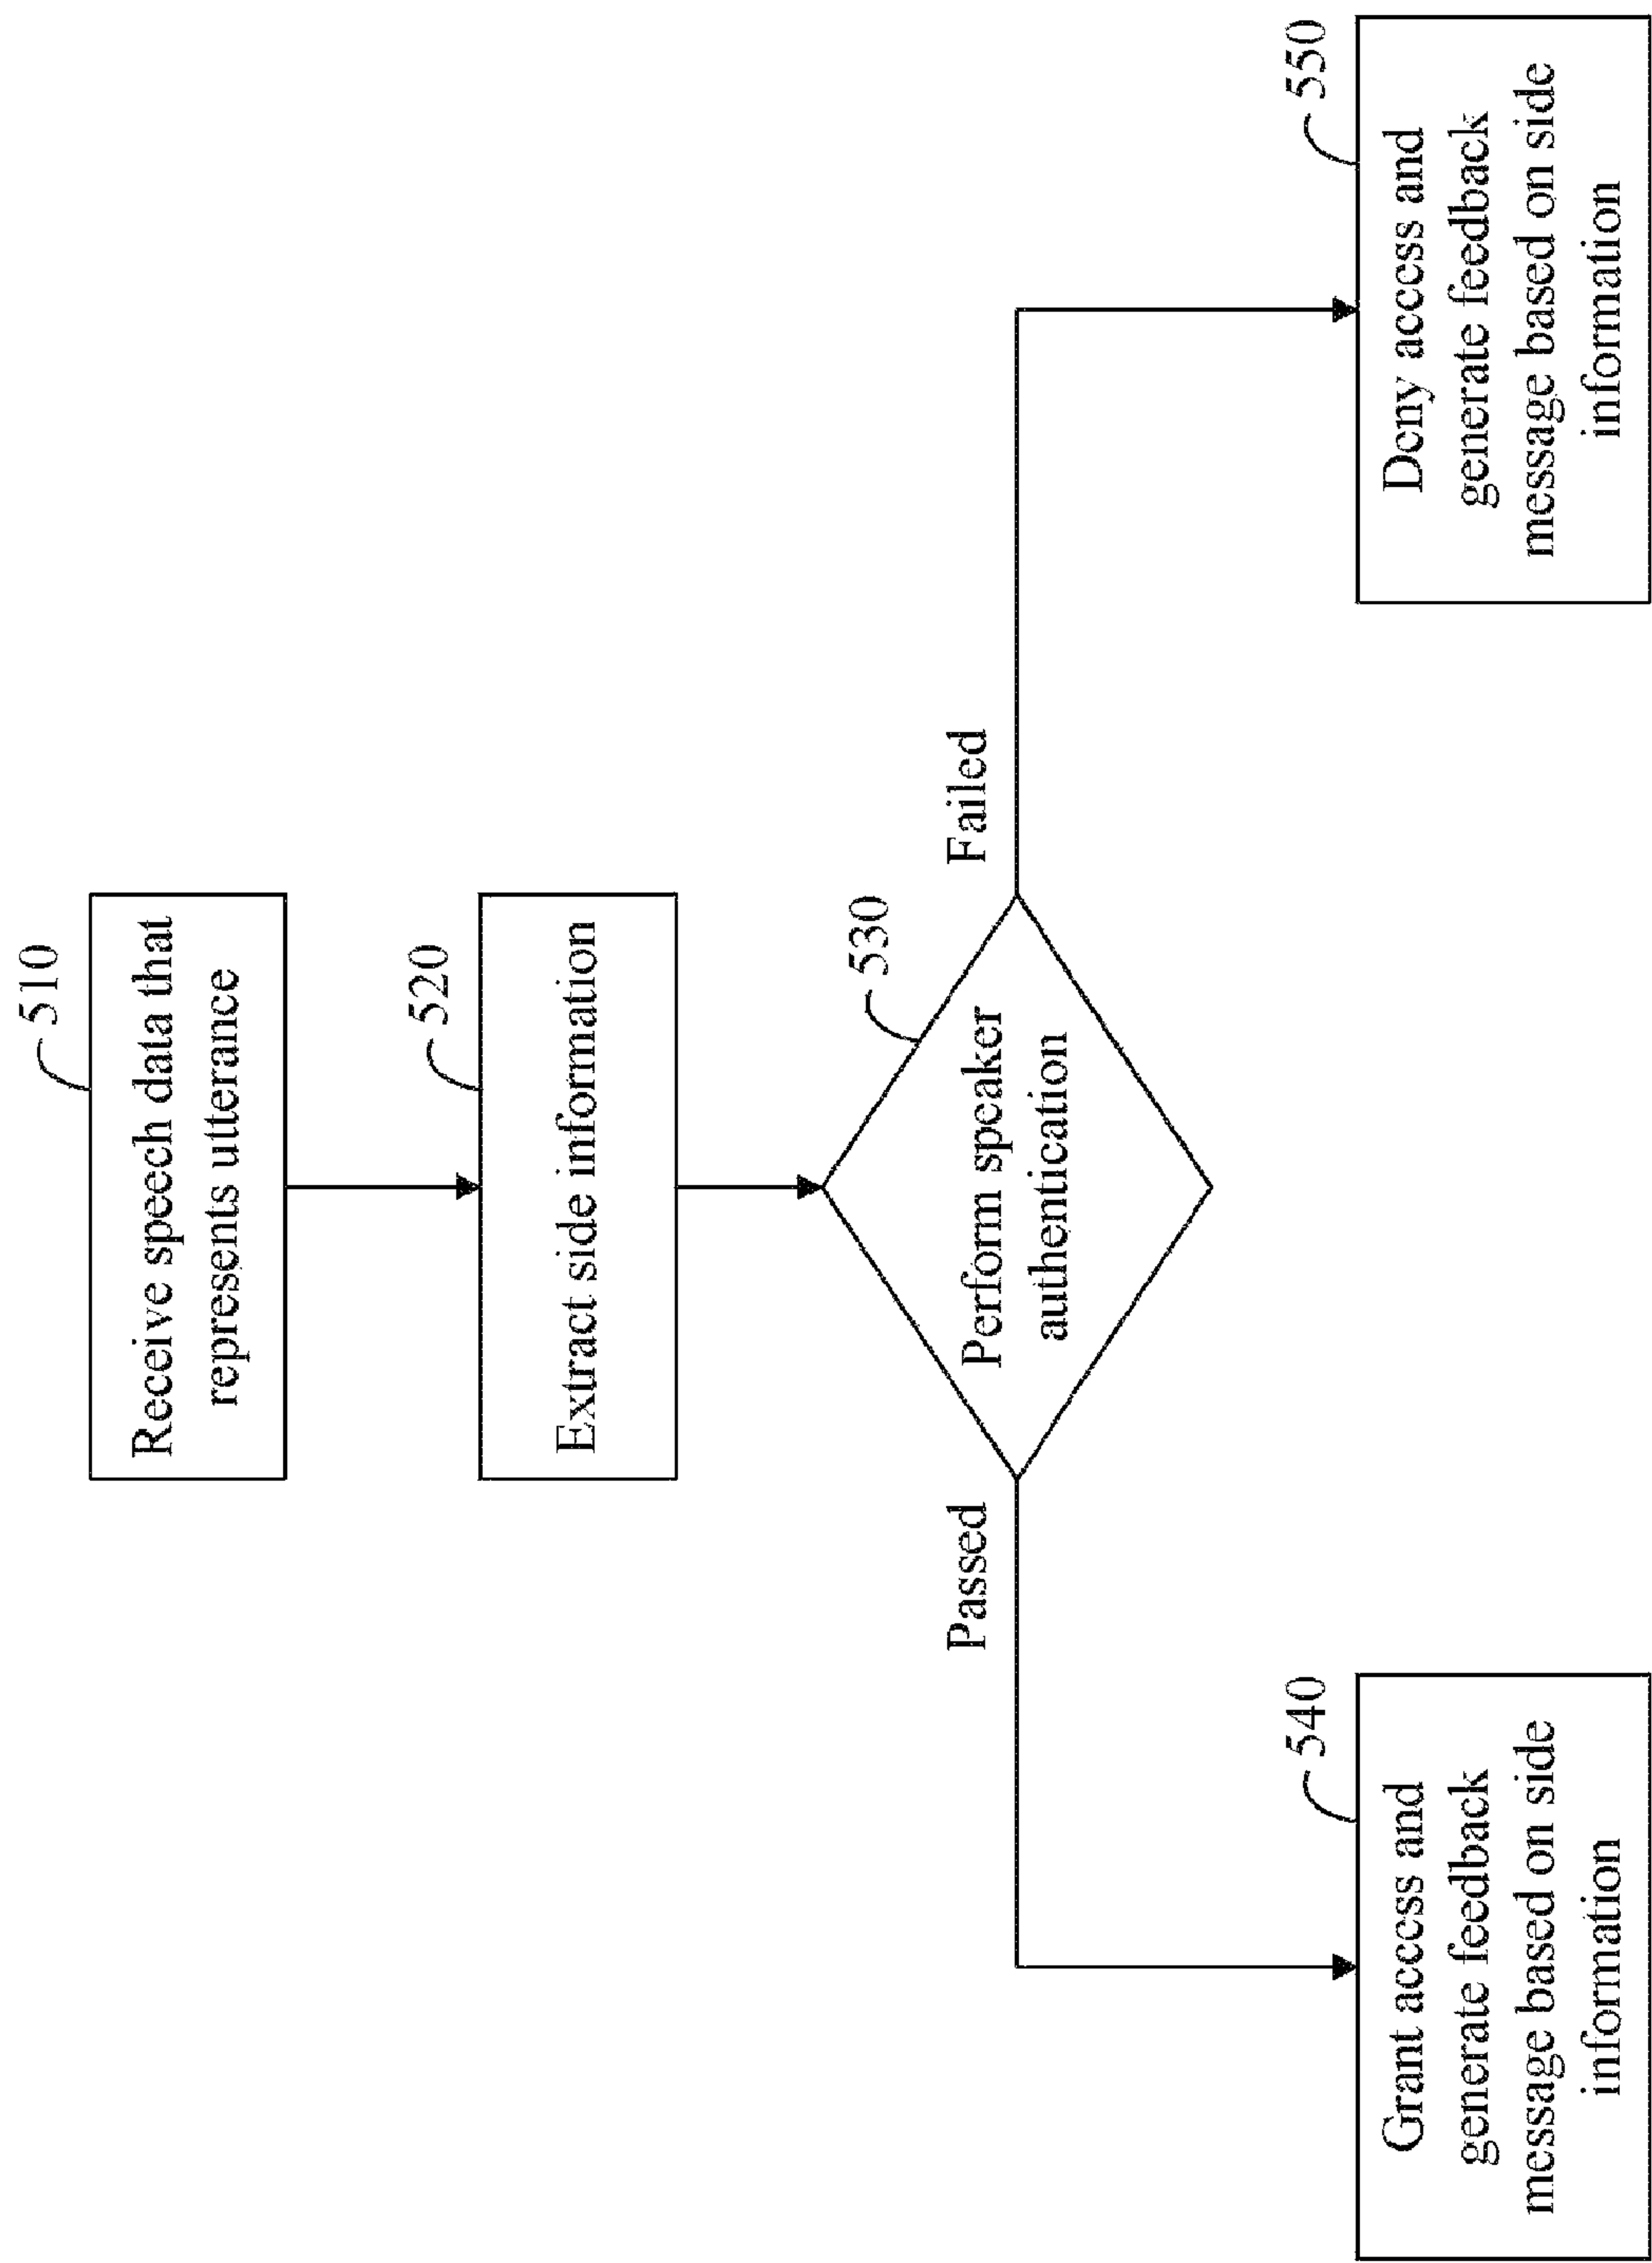 510
Receive speech data that
represents utterance
520
Extract side information
530
Perform speaker
authentication
Passed
Failed
540
Grant access and
generate feedback
message based on side
information
550
Deny access and
generate feedback
message based on side
information